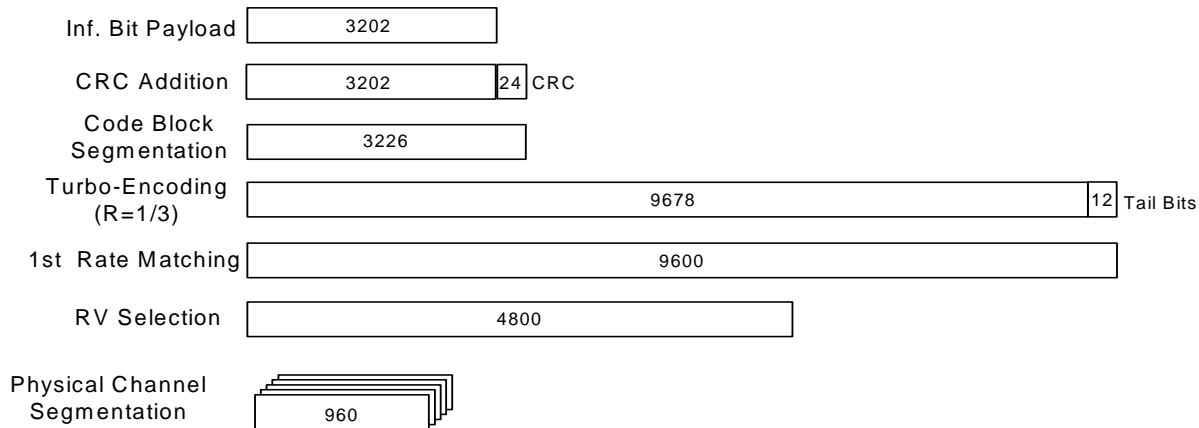 Inf. Bit Payload 3202
CRC Addition 3202 24 CRC
Code Block
Segmentation 3226
Turbo-Encoding
(R=1/3) 9678 12 Tail Bits
1st Rate Matching 9600
RV Selection 4800
Physical Channel
Segmentation 960